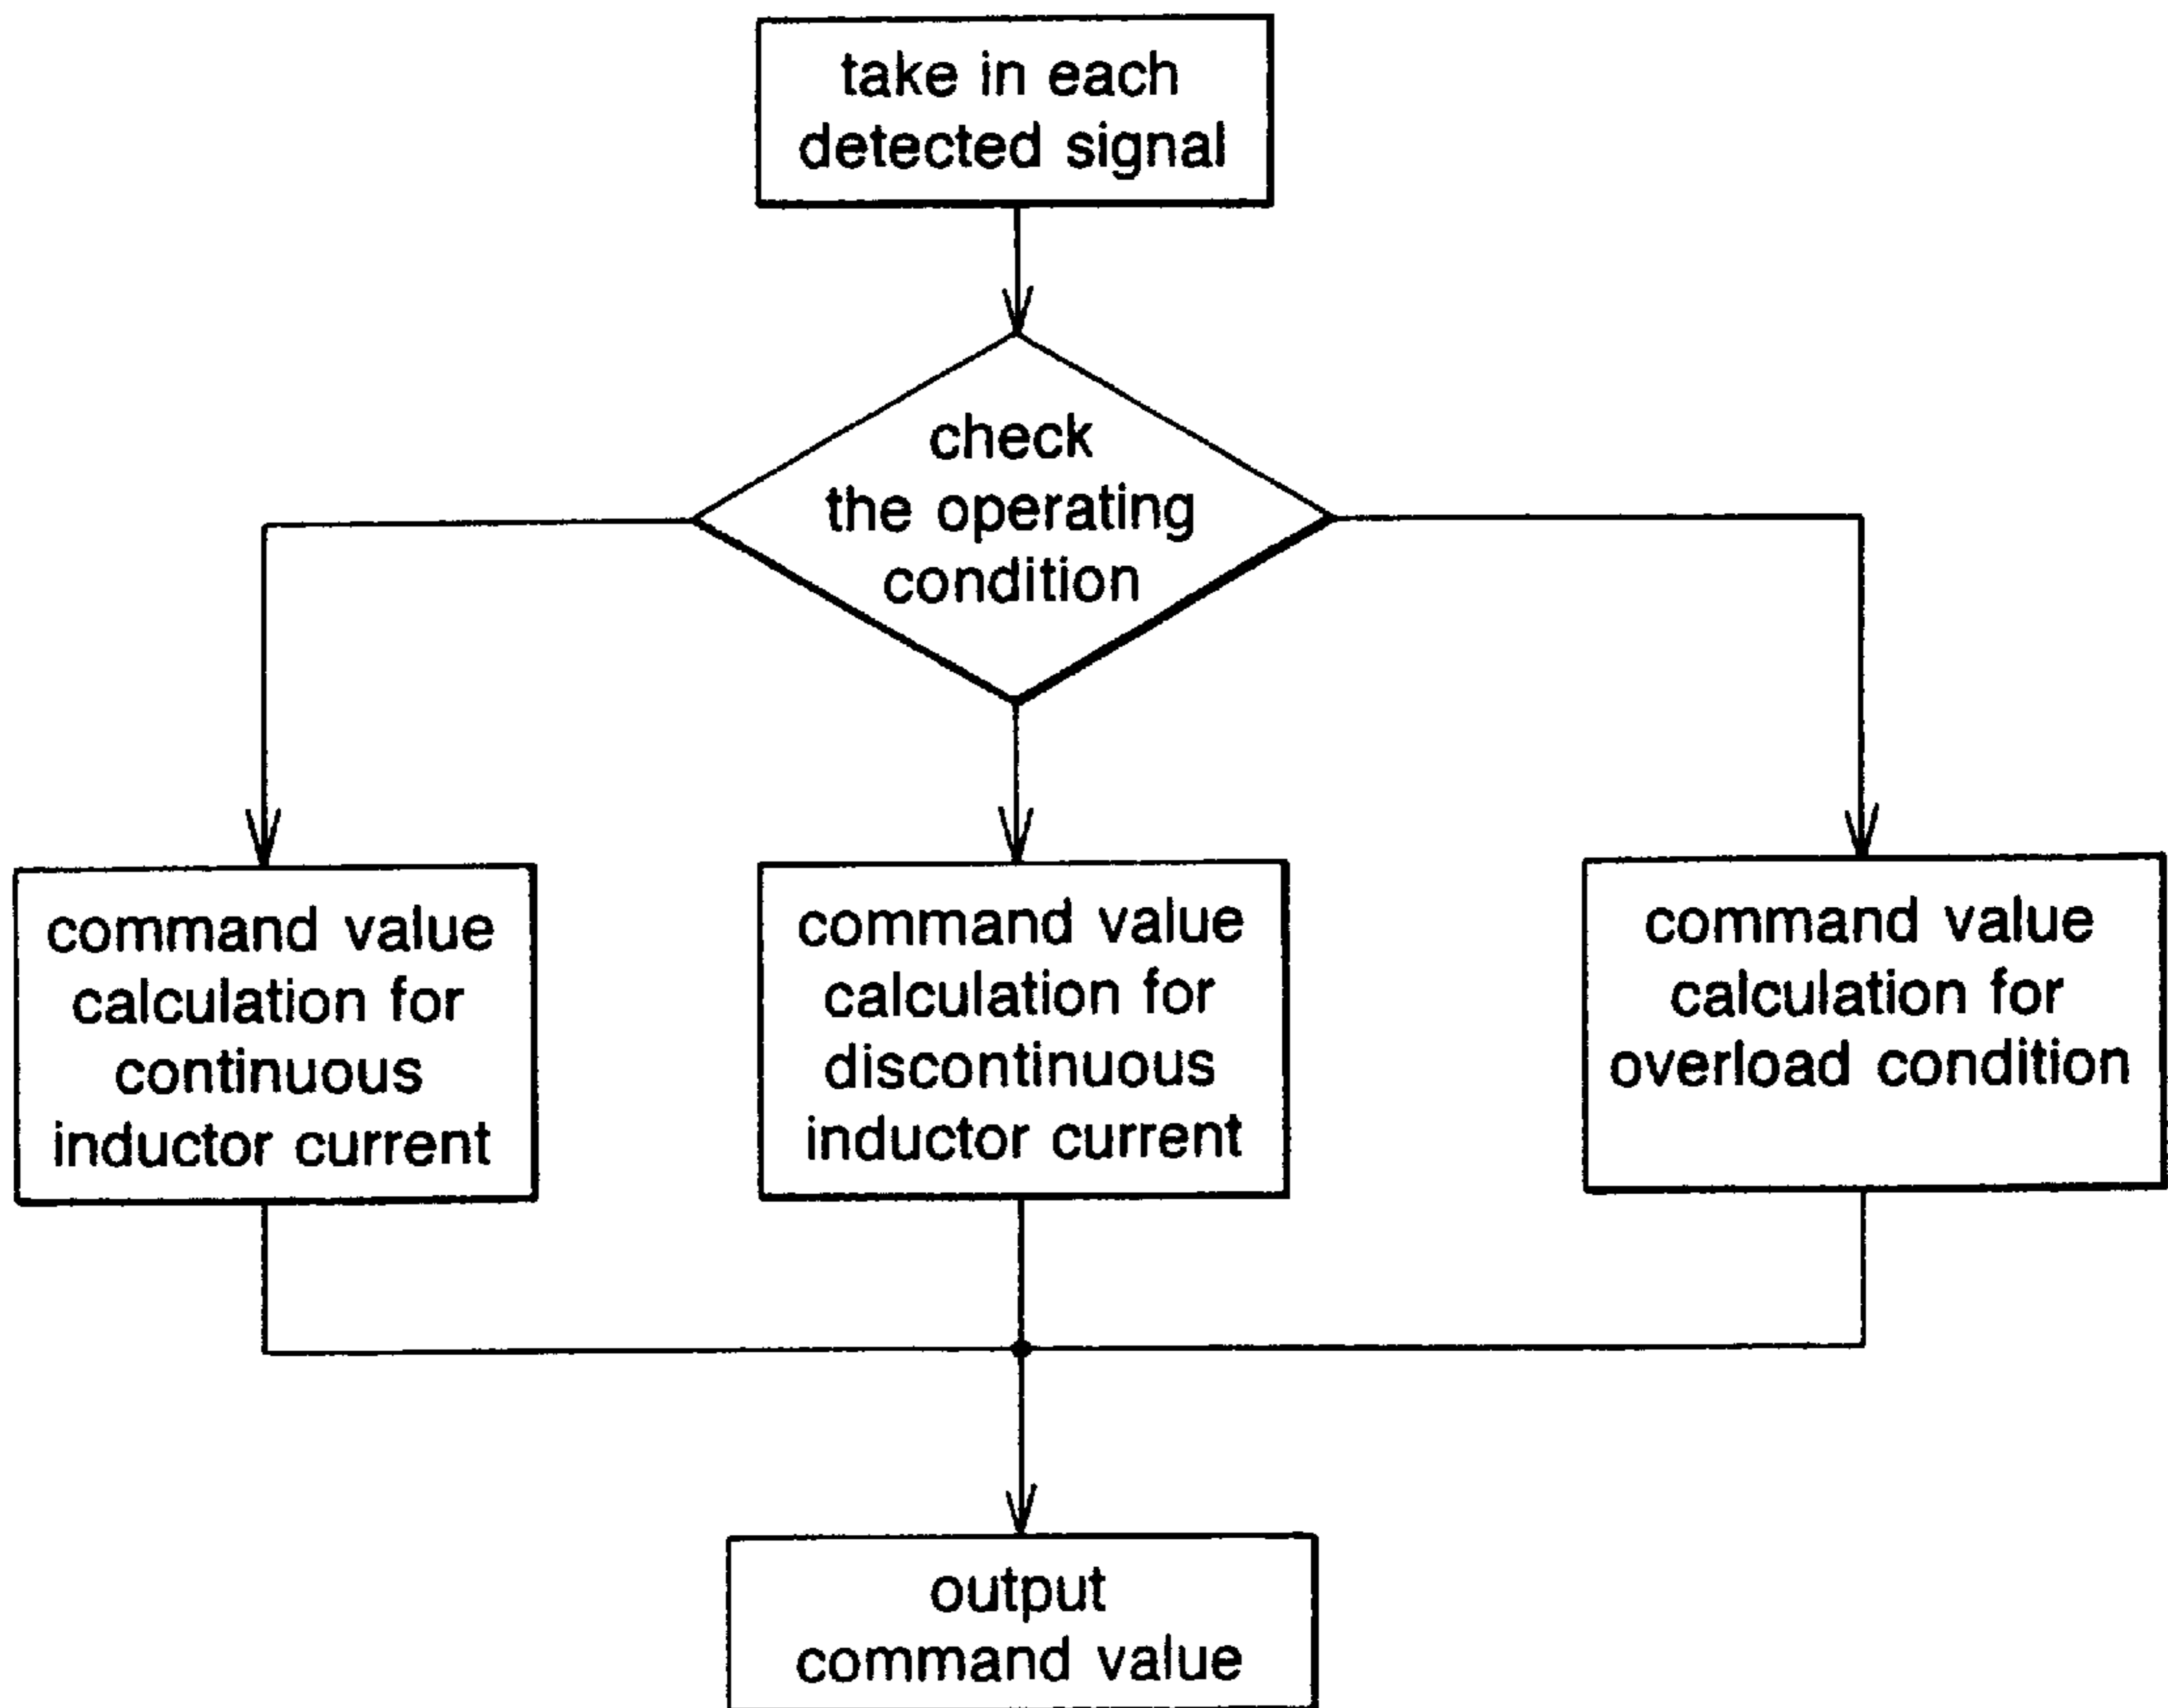 take in each
detected signal
check
the operating
condition
command value
calculation for
continuous
inductor current
command value
calculation for
discontinuous
inductor current
command value
calculation for
overload condition
output
command value